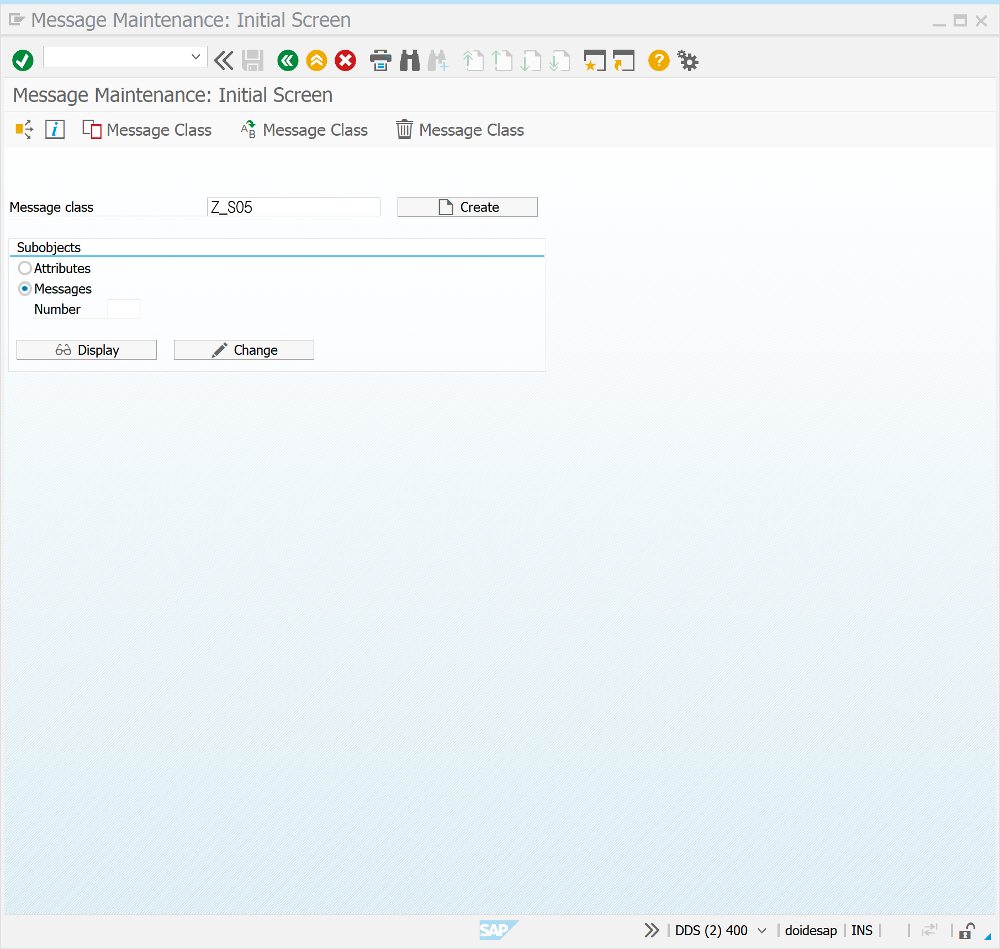 Message Maintenance: Initial Screen
Message Maintenance: Initial Screen
i Message Class A B Message Class Message Class
Message class Z_S05 Create
Subobjects
Attributes
Messages
Number
Display Change
SAP DDS (2) 400 doidesap INS